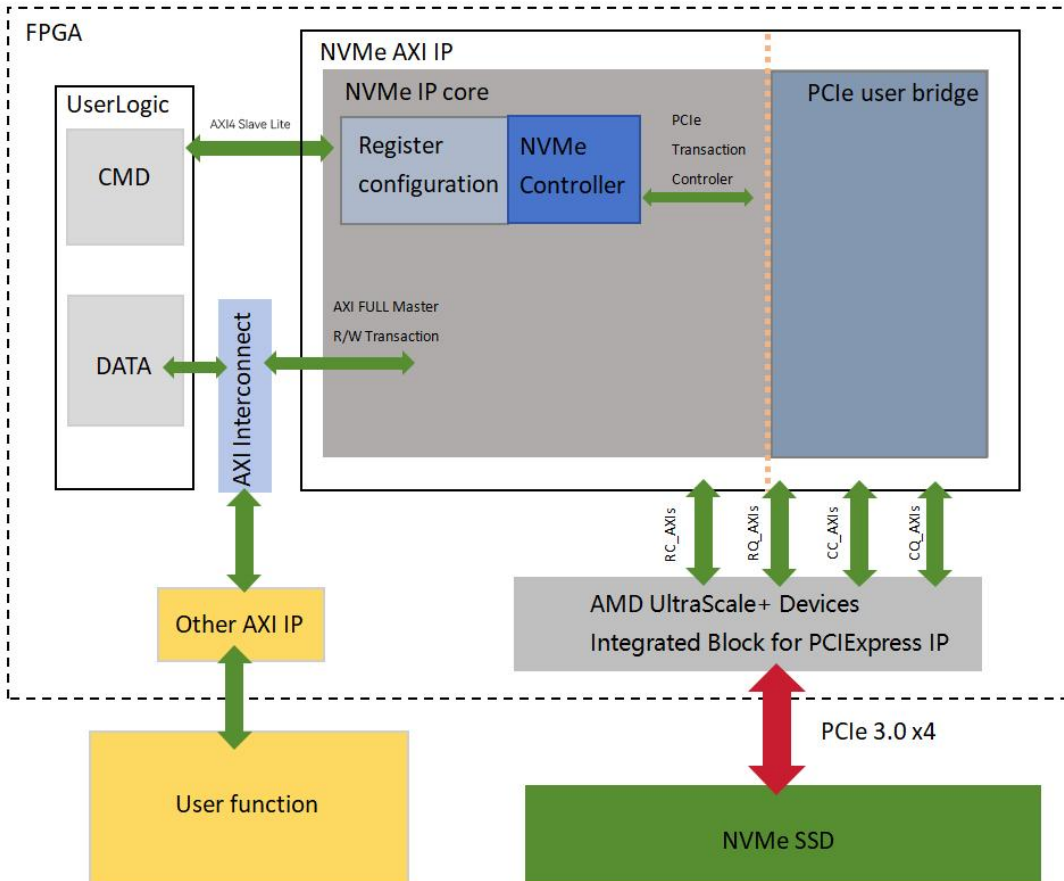 FPGA
NVMe AXI IP
UserLogic
NVMe IP core
PCIe user bridge
AXI4 Slave Lite
CMD
Register
configuration
NVMe
Controller
PCIe
Transaction
Controler
DATA
AXI Interconnect
AXI FULL Master
R/W Transaction
RC_AXIs
RQ_AXIs
CC_AXIs
CQ_AXIs
Other AXI IP
AMD UltraScale+ Devices
Integrated Block for PCIExpress IP
PCIe 3.0 x4
User function
NVMe SSD